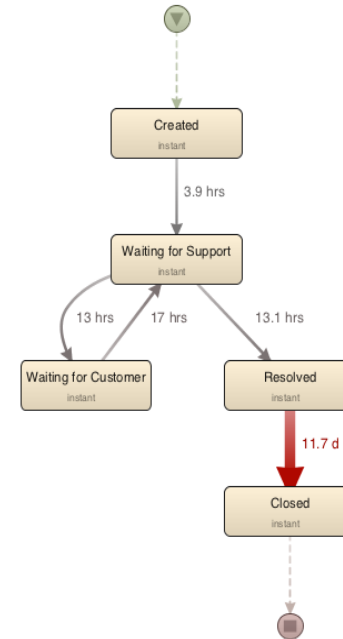 Created
instant
3.9 hrs
Waiting for Support
instant
13 hrs
17 hrs
13.1 hrs
Waiting for Customer
instant
Resolved
instant
11.7 d
Closed
instant